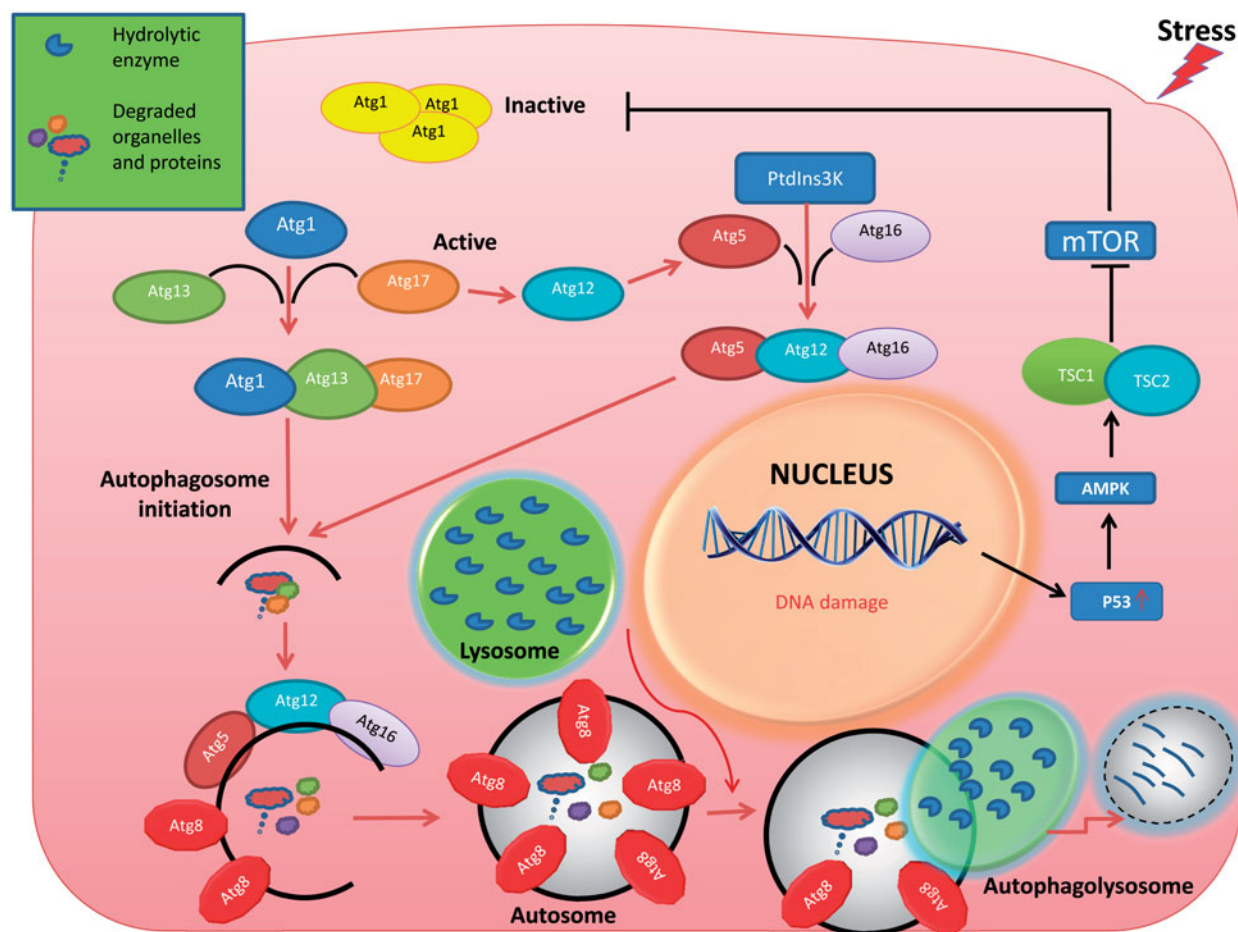 Hydrolytic
enzyme
Degraded
organelles
and proteins
Stress
Atg1
Atg1
Atg1
Inactive
PtdIns3K
Atg1
Active
Atg5
Atg16
mTOR
Atg13
Atg17
Atg12
Atg1
Atg13
Atg17
Atg5
Atg12
Atg16
TSC1
TSC2
NUCLEUS
Autophagosome
initiation
AMPK
DNA damage
P53
Lysosome
Atg12
Atg5
Atg16
Atg8
Atg8
Atg8
Atg8
Atg8
Atg8
Atg8
Autosome
Atg8
Atg8
Autophagolysosome